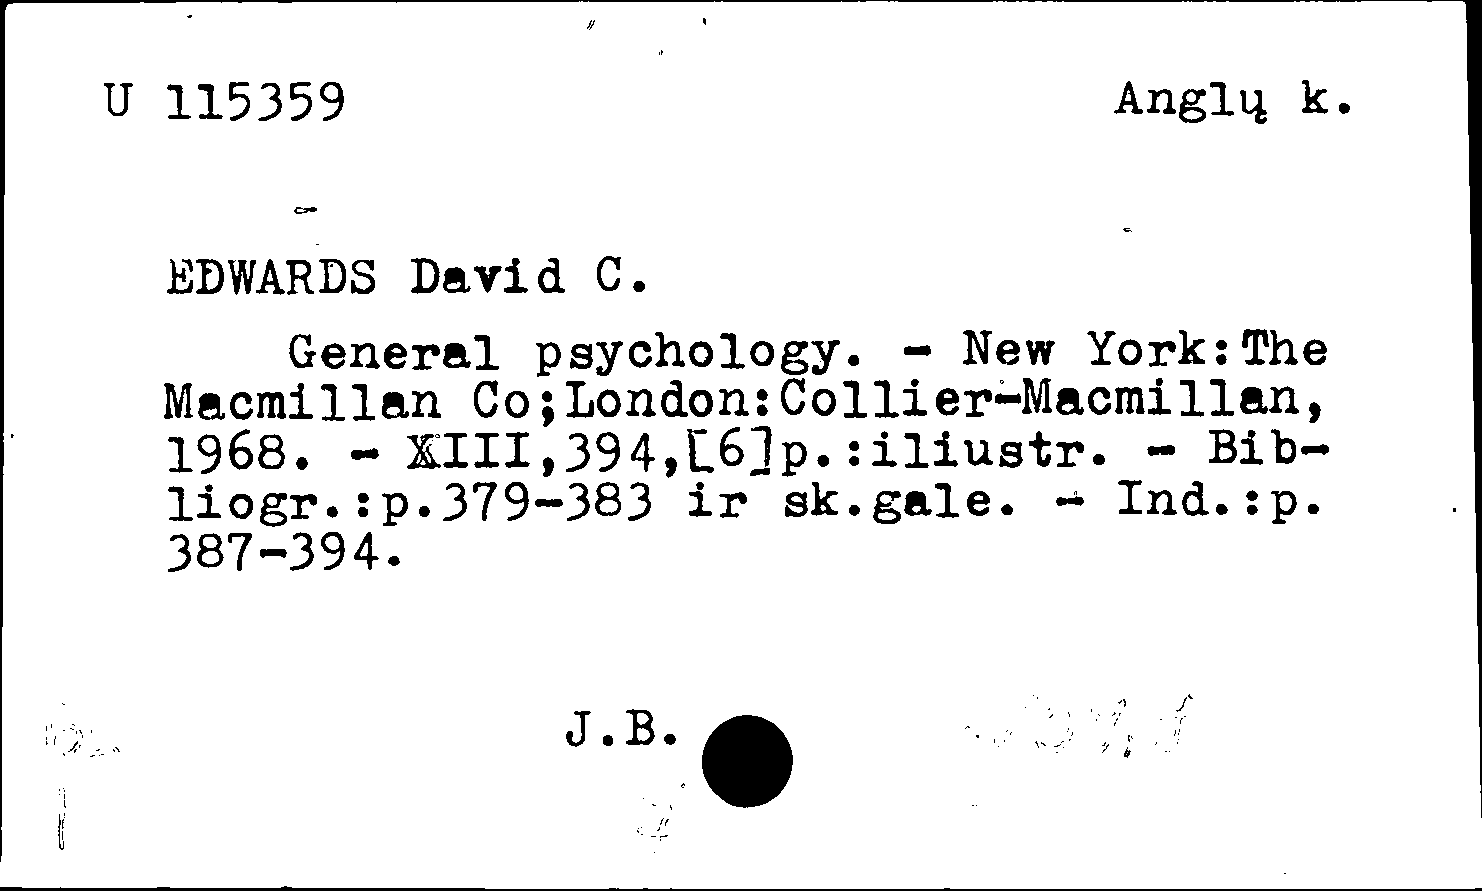 U 115359 Anglų k.
EDWARDS David C.
General psychology. - New York:The
Macmillan Co;London:Collier-Macmillan,
1968. - XIII,394,[6]p.:iliustr. - Bib-
liogr.:p.379-383 ir sk.gale. - Ind.:p.
387-394.
J.B.